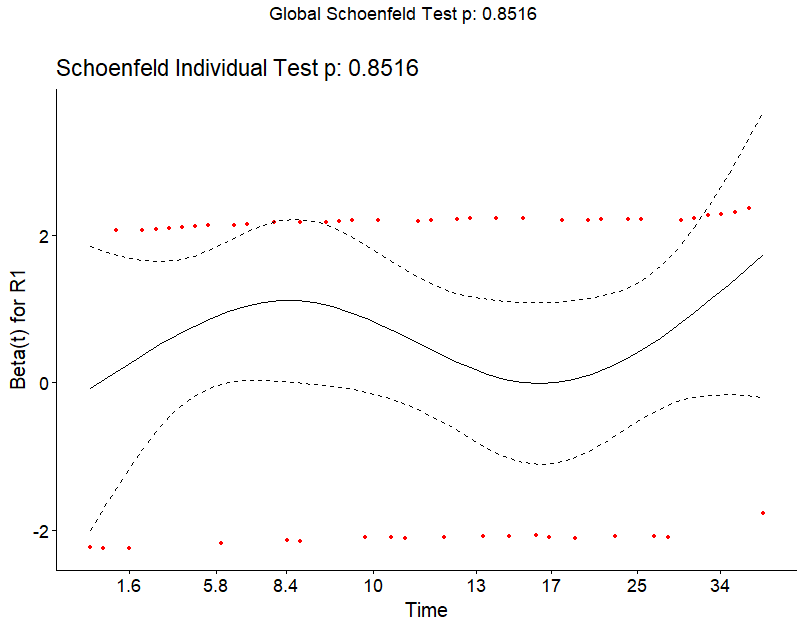 Global Schoenfeld Test p: 0.8516
Schoenfeld Individual Test p: 0.8516
Beta(t) for R1
2
0
-2
1.6 5.8 8.4 10 13 17 25 34
Time